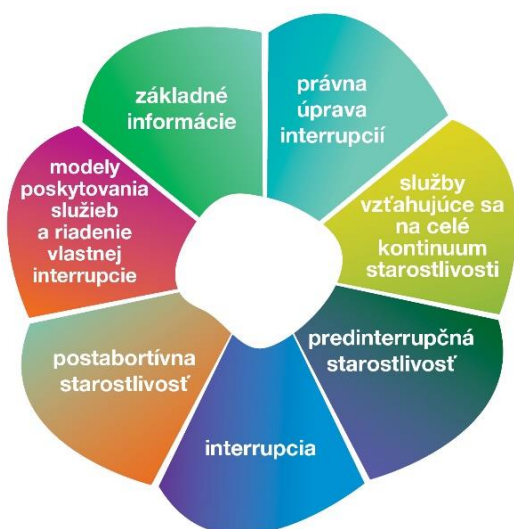 základné
informácie
právna
úprava
interrupcií
služby
vzťahujúce sa
na celé
kontinuum
starostlivosti
predinterrupčná
starostlivosť
interrupcia
postabortívna
starostlivosť
modely
poskytovania
služieb
a riadenie
vlastnej
interrupcie